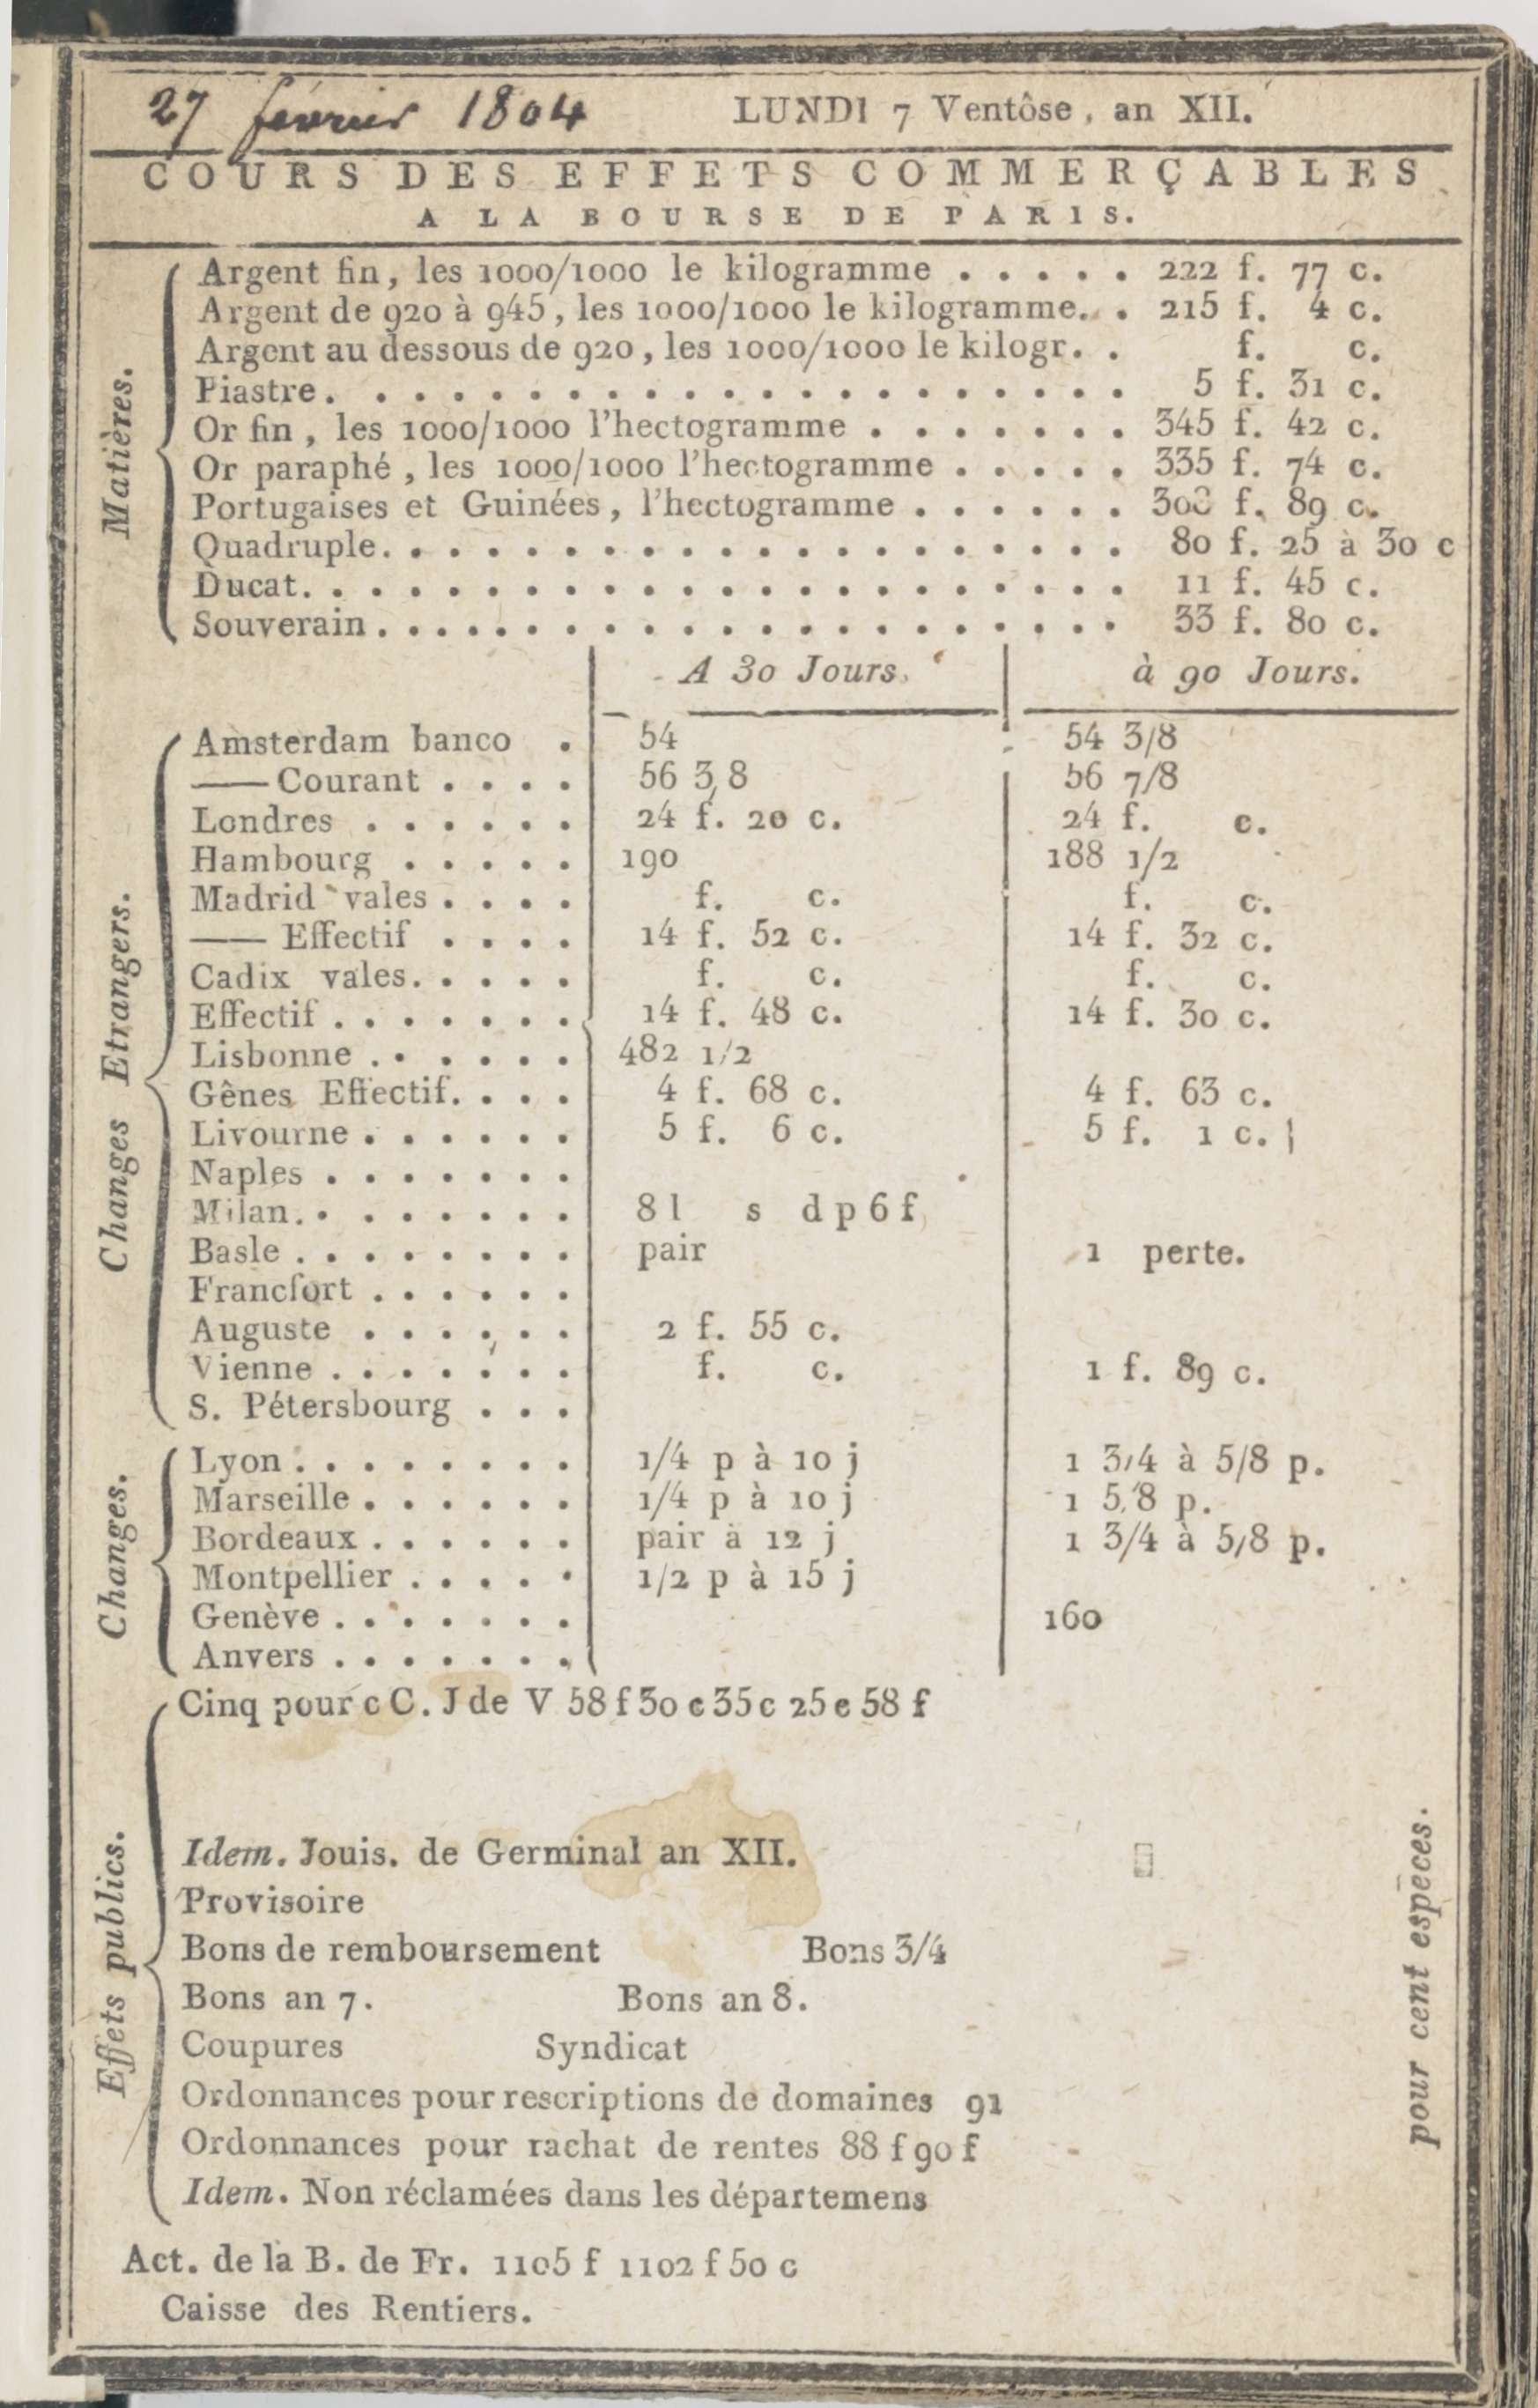 27 février 1804 LUNDI 7 Ventôse, an XII.
COURS DES EFFETS COMMERÇABLES
A LA BOURSE DE PARIS.
Matières.
Argent fin, les 1000/1000 le kilogramme . . . . . 222 f. 77 c.
Argent de 920 à 945, les 1000/1000 le kilogramme. . 215 f. 4 c.
Argent au dessous de 920, les 1000/1000 le kilogr. . f. c.
Piastre. . . . . . . . . . . . . . . . . 5 f. 31 c.
Or fin, les 1000/1000 l'hectogramme . . . . . . . 345 f. 42 c.
Or paraphé, les 1000/1000 l'hectogramme . . . . . 335 f. 74 c.
Portugaises et Guinées, l'hectogramme . . . . . . f. 89 c.
Quadruple. . . . . . . . . . . . . . . . 80 f. 25 à 30 c
Ducat. . . . . . . . . . . . . . . . . . 11 f. 45 c.
Souverain. . . . . . . . . . . . . . . . 33 f. 80 c.
A 30 Jours. à 90 Jours.
Changes Etrangers.
Amsterdam banco . 54 54 3/8
—— Courant . . . . 56 3/8 56 7/8
Londres . . . . . . 24 f. 20 c. 24 f. c.
Hambourg . . . . . 190 188 1/2
Madrid vales . . . . f. c. f. c.
—— Effectif . . . . 14 f. 52 c. 14 f. 32 c.
Cadix vales. . . . . f. c. f. c.
Effectif . . . . . . . 14 f. 48 c. 14 f. 30 c.
Lisbonne . . . . . . 482 1/2
Gênes Effectif. . . . 4 f. 68 c. 4 f. 63 c.
Livourne . . . . . . 5 f. 6 c. 5 f. 1 c.
Naples . . . . . . .
Milan. . . . . . . . 8 l s d p 6 f
Basle . . . . . . . . pair 1 perte.
Francfort . . . . . .
Auguste . . . . . . 2 f. 55 c.
Vienne . . . . . . . f. c. 1 f. 89 c.
S. Pétersbourg . . .
Changes.
Lyon . . . . . . . . 1/4 p à 10 j 1 3/4 à 5/8 p.
Marseille . . . . . . 1/4 p à 10 j 1 5/8 p.
Bordeaux . . . . . . pair à 12 j 1 3/4 à 5/8 p.
Montpellier . . . . . 1/2 p à 15 j
Genève . . . . . . . 160
Anvers . . . . . . .
Effets publics.
Cinq pour c C. J de V 58 f 30 c 35 c 25 c 58 f
Idem. Jouis. de Germinal an XII.
Provisoire
Bons de remboursement Bons 3/4
Bons an 7. Bons an 8.
Coupures Syndicat
Ordonnances pour rescriptions de domaines 91
Ordonnances pour rachat de rentes 88 f 90 f
Idem. Non réclamées dans les départemens
pour cent espèces.
Act. de la B. de Fr. 1105 f 1102 f 50 c
Caisse des Rentiers.